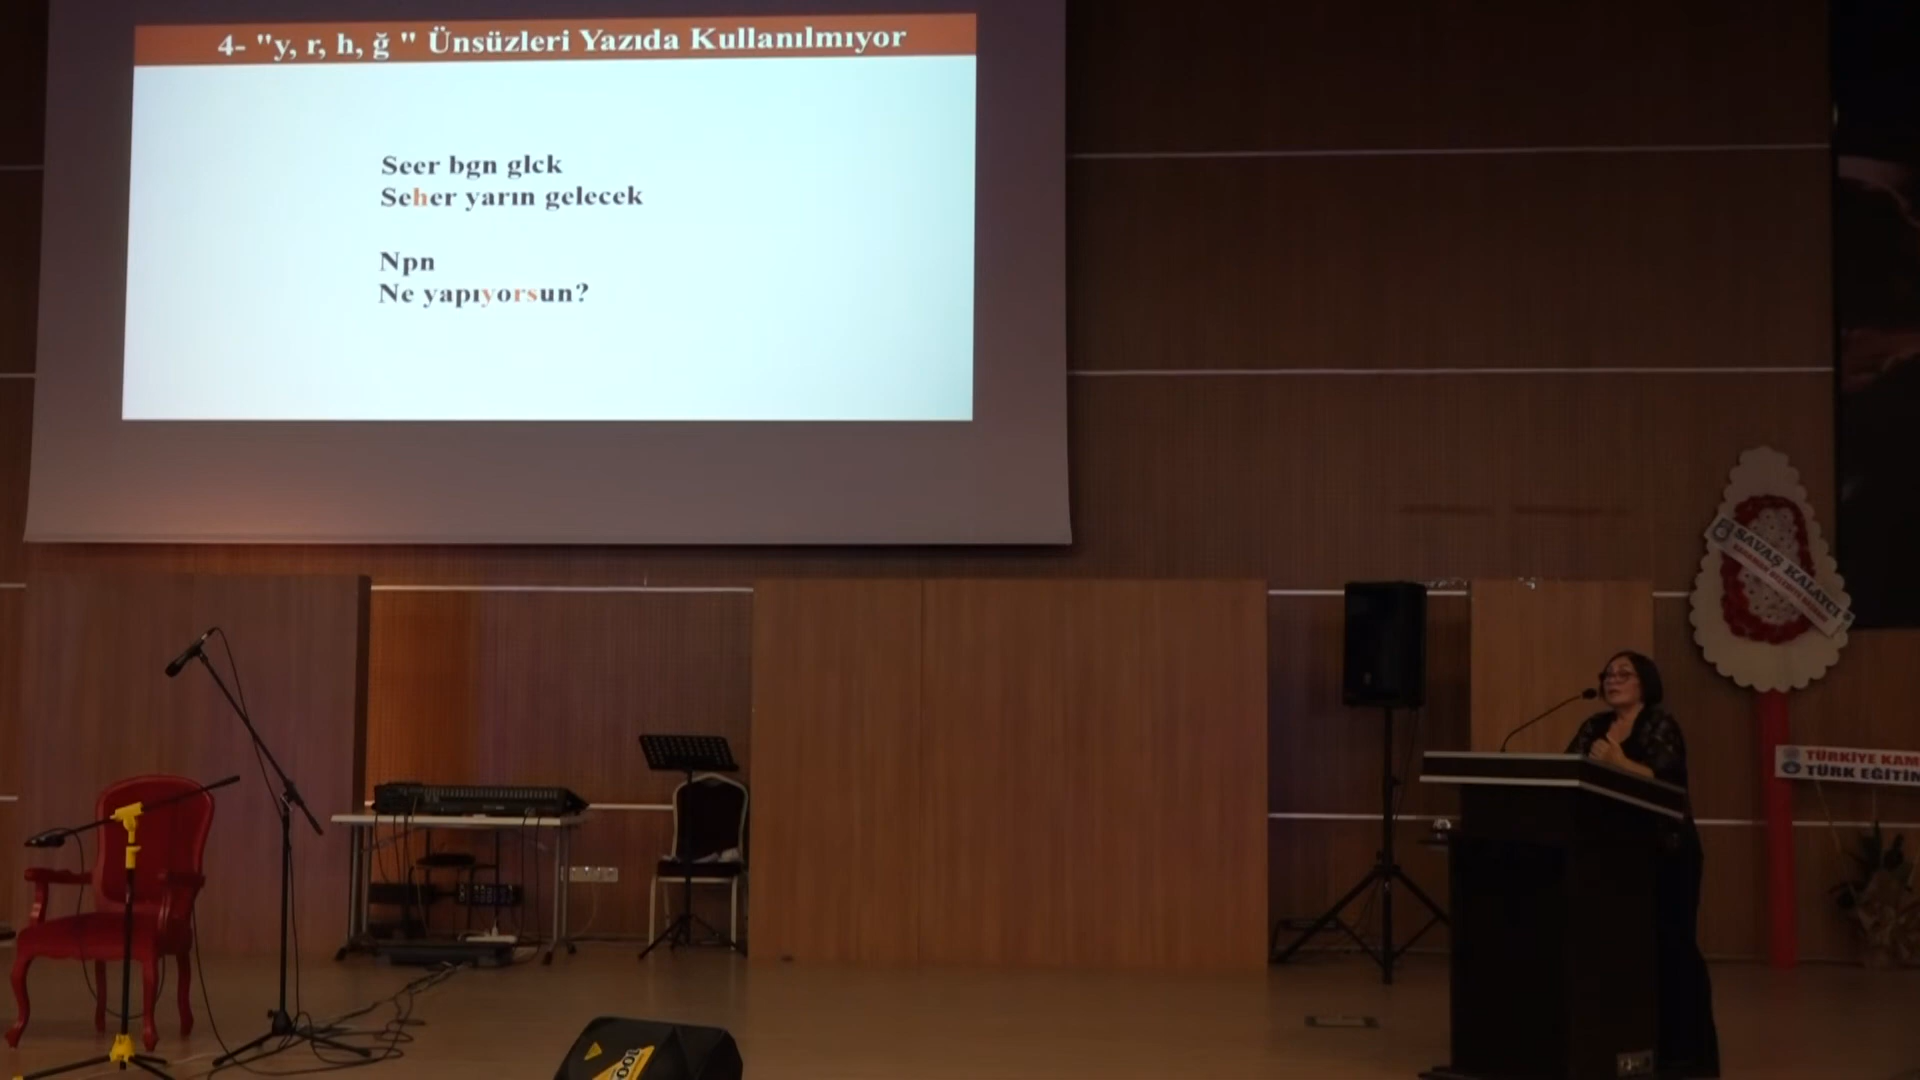 4- "y, r, h, ğ " Ünsüzleri Yazıda Kullanılmıyor
Seer bgn glck
Seher yarın gelecek
Npn
Ne yapıyorsun?
SAVAŞ KALAYCI
TÜRKİYE KAM
TÜRK EĞİTİM